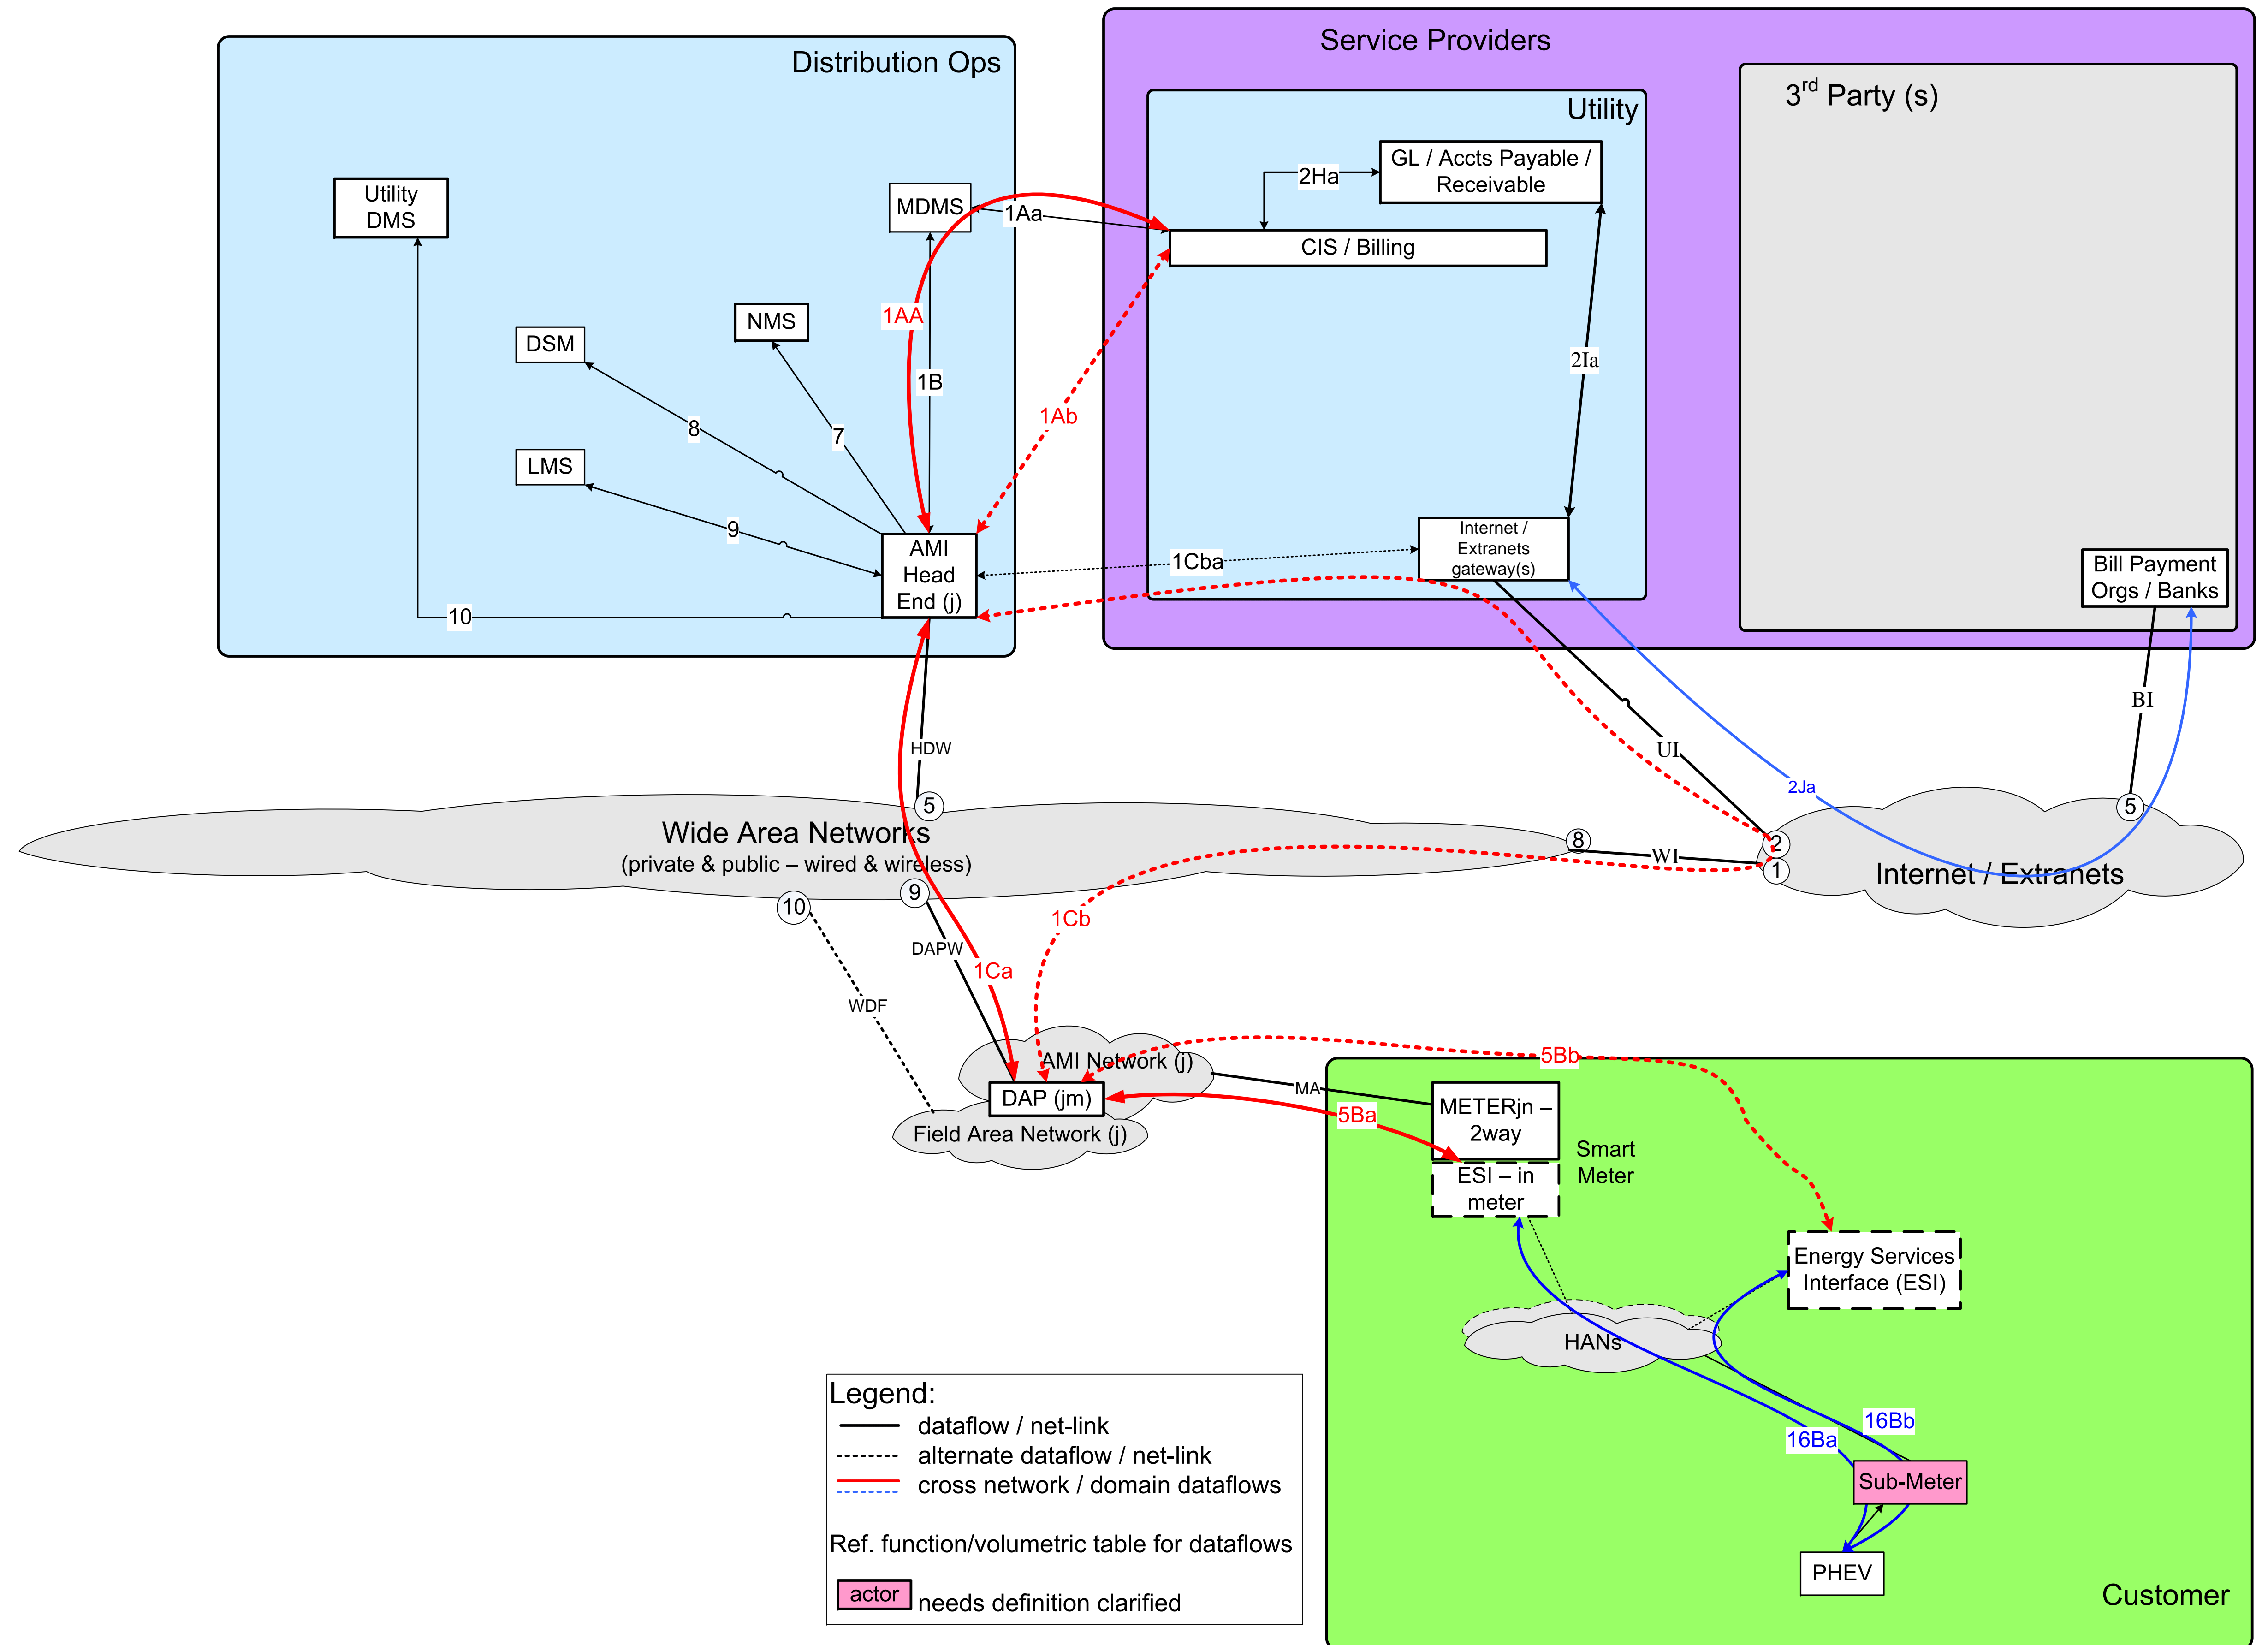 Service Providers
Distribution Ops
3rd Party (s)
Utility
GL / Accts Payable /
Receivable
2Ha
Utility
DMS
MDMS
1Aa
CIS / Billing
1AA
NMS
DSM
2Ia
1B
1Ab
8
7
LMS
9
Internet /
Extranets
gateway(s)
AMI
Head
End (j)
1Cba
Bill Payment
Orgs / Banks
10
BI
HDW
UI
2Ja
5
5
Wide Area Networks
(private & public – wired & wireless)
8
WI
2
1
Internet / Extranets
9
10
1Cb
DAPW
1Ca
WDF
AMI Network (j)
5Bb
DAP (jm)
MA
5Ba
METERjn –
2way
Field Area Network (j)
Smart
Meter
ESI – in
meter
Energy Services
Interface (ESI)
HANs
Legend:
dataflow / net-link
alternate dataflow / net-link
cross network / domain dataflows
Ref. function/volumetric table for dataflows
actor
needs definition clarified
16Bb
16Ba
Sub-Meter
PHEV
Customer